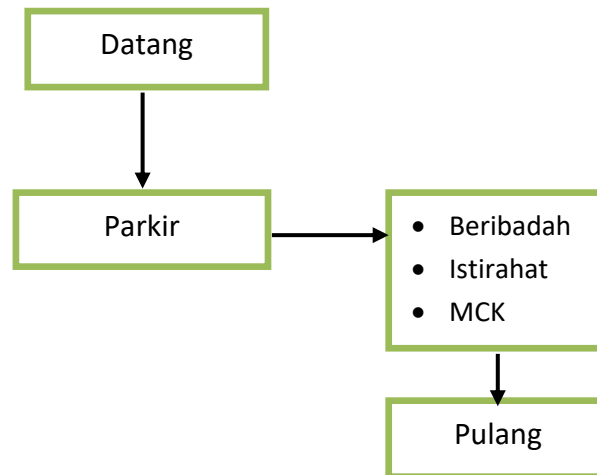 Datang
Parkir
• Beribadah
• Istirahat
• MCK
Pulang